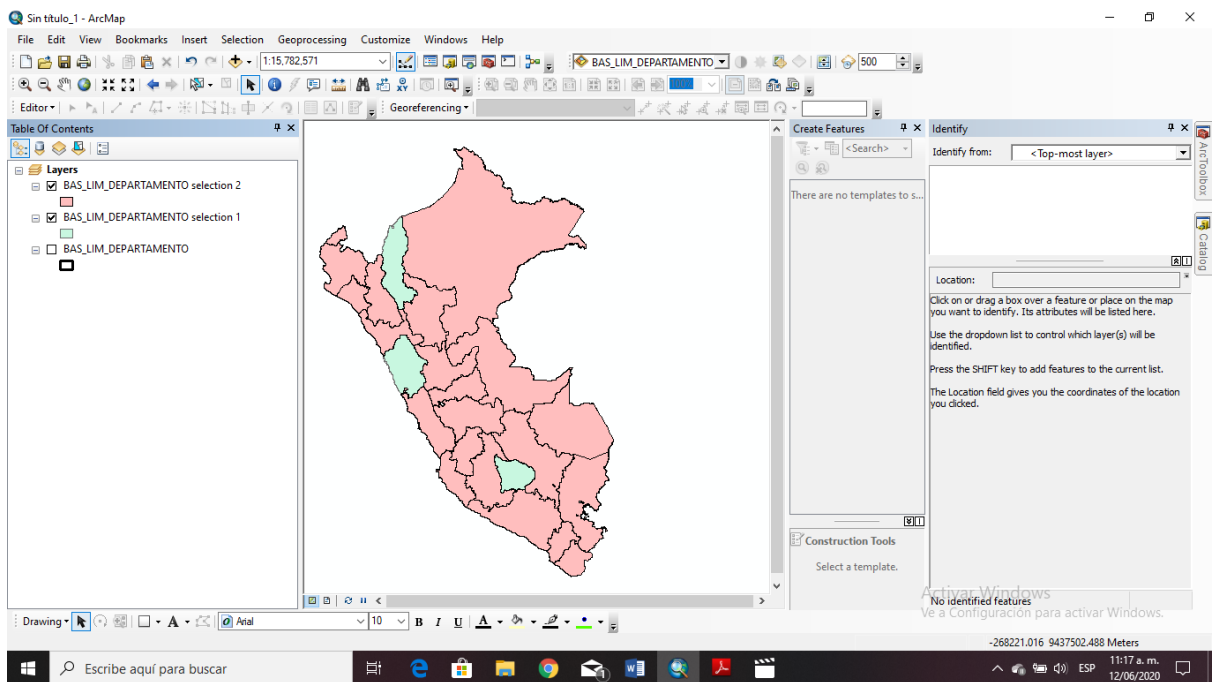 Sin título_1 - ArcMap
File Edit View Bookmarks Insert Selection Geoprocessing Customize Windows Help
1:15,782.571
BAS_LIM_DEPARTAMENTO
500
Editor
Georeferencing
Table Of Contents
Layers
BAS_LIM_DEPARTAMENTO selection 2
BAS_LIM_DEPARTAMENTO selection 1
BAS_LIM_DEPARTAMENTO
Create Features
<Search>
There are no templates to s...
Construction Tools
Select a template.
Identify
Identify from: <Top-most layer>
Location:
Click on or drag a box over a feature or place on the map
you want to identify. Its attributes will be listed here.
Use the dropdown list to control which layer(s) will be
identified.
Press the SHIFT key to add features to the current list.
The Location field gives you the coordinates of the location
you clicked.
No identified features
ArcToolbox
Catalog
Activar Windows
Ve a Configuración para activar Windows.
Drawing A Arial 10 B I U A
-268221.016 9437502.488 Meters
Escribe aquí para buscar
ESP
11:17 a. m.
12/06/2020